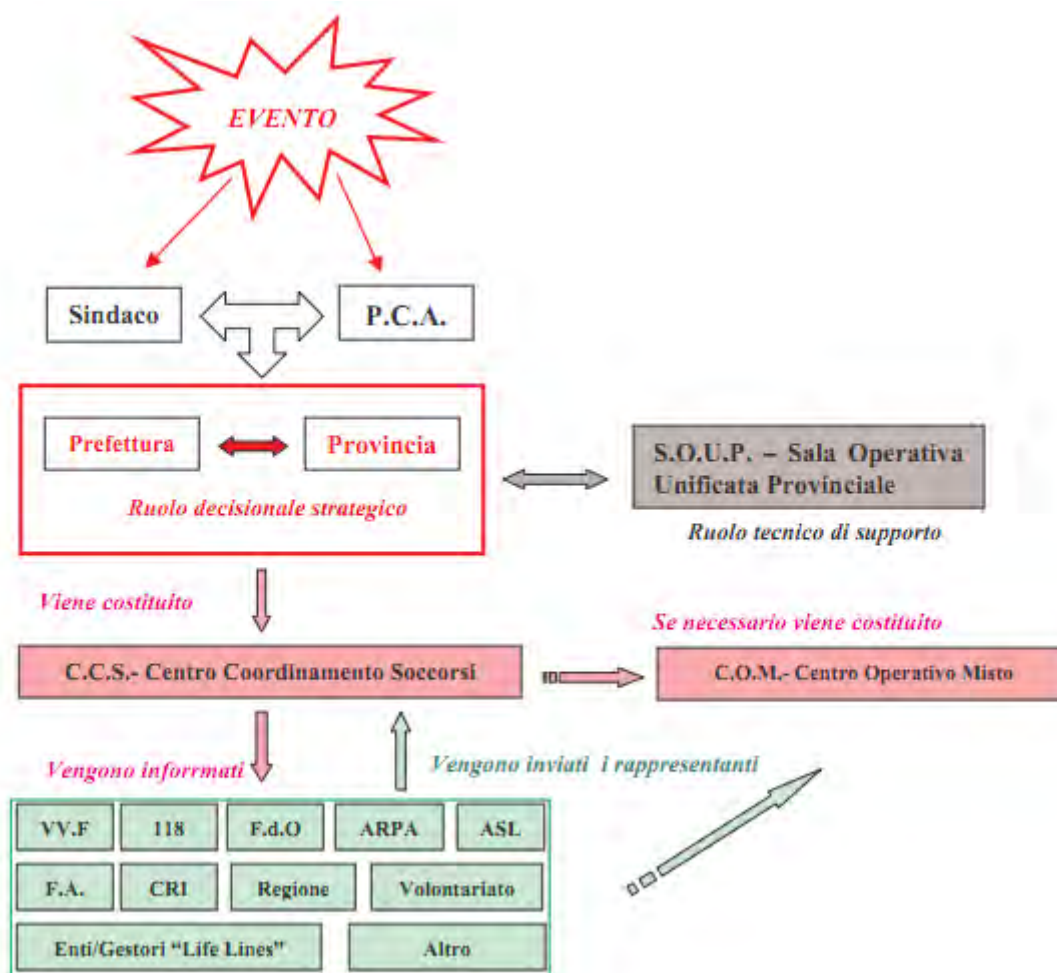 EVENTO
Sindaco
P.C.A.
Prefettura
Provincia
Ruolo decisionale strategico
S.O.U.P. – Sala Operativa
Unificata Provinciale
Ruolo tecnico di supporto
Viene costituito
Se necessario viene costituito
C.C.S.- Centro Coordinamento Soccorsi
C.O.M.- Centro Operativo Misto
Vengono inforrmati
Vengono inviati i rappresentanti
VV.F
118
F.d.O
ARPA
ASL
F.A.
CRI
Regione
Volontariato
Enti/Gestori “Life Lines”
Altro